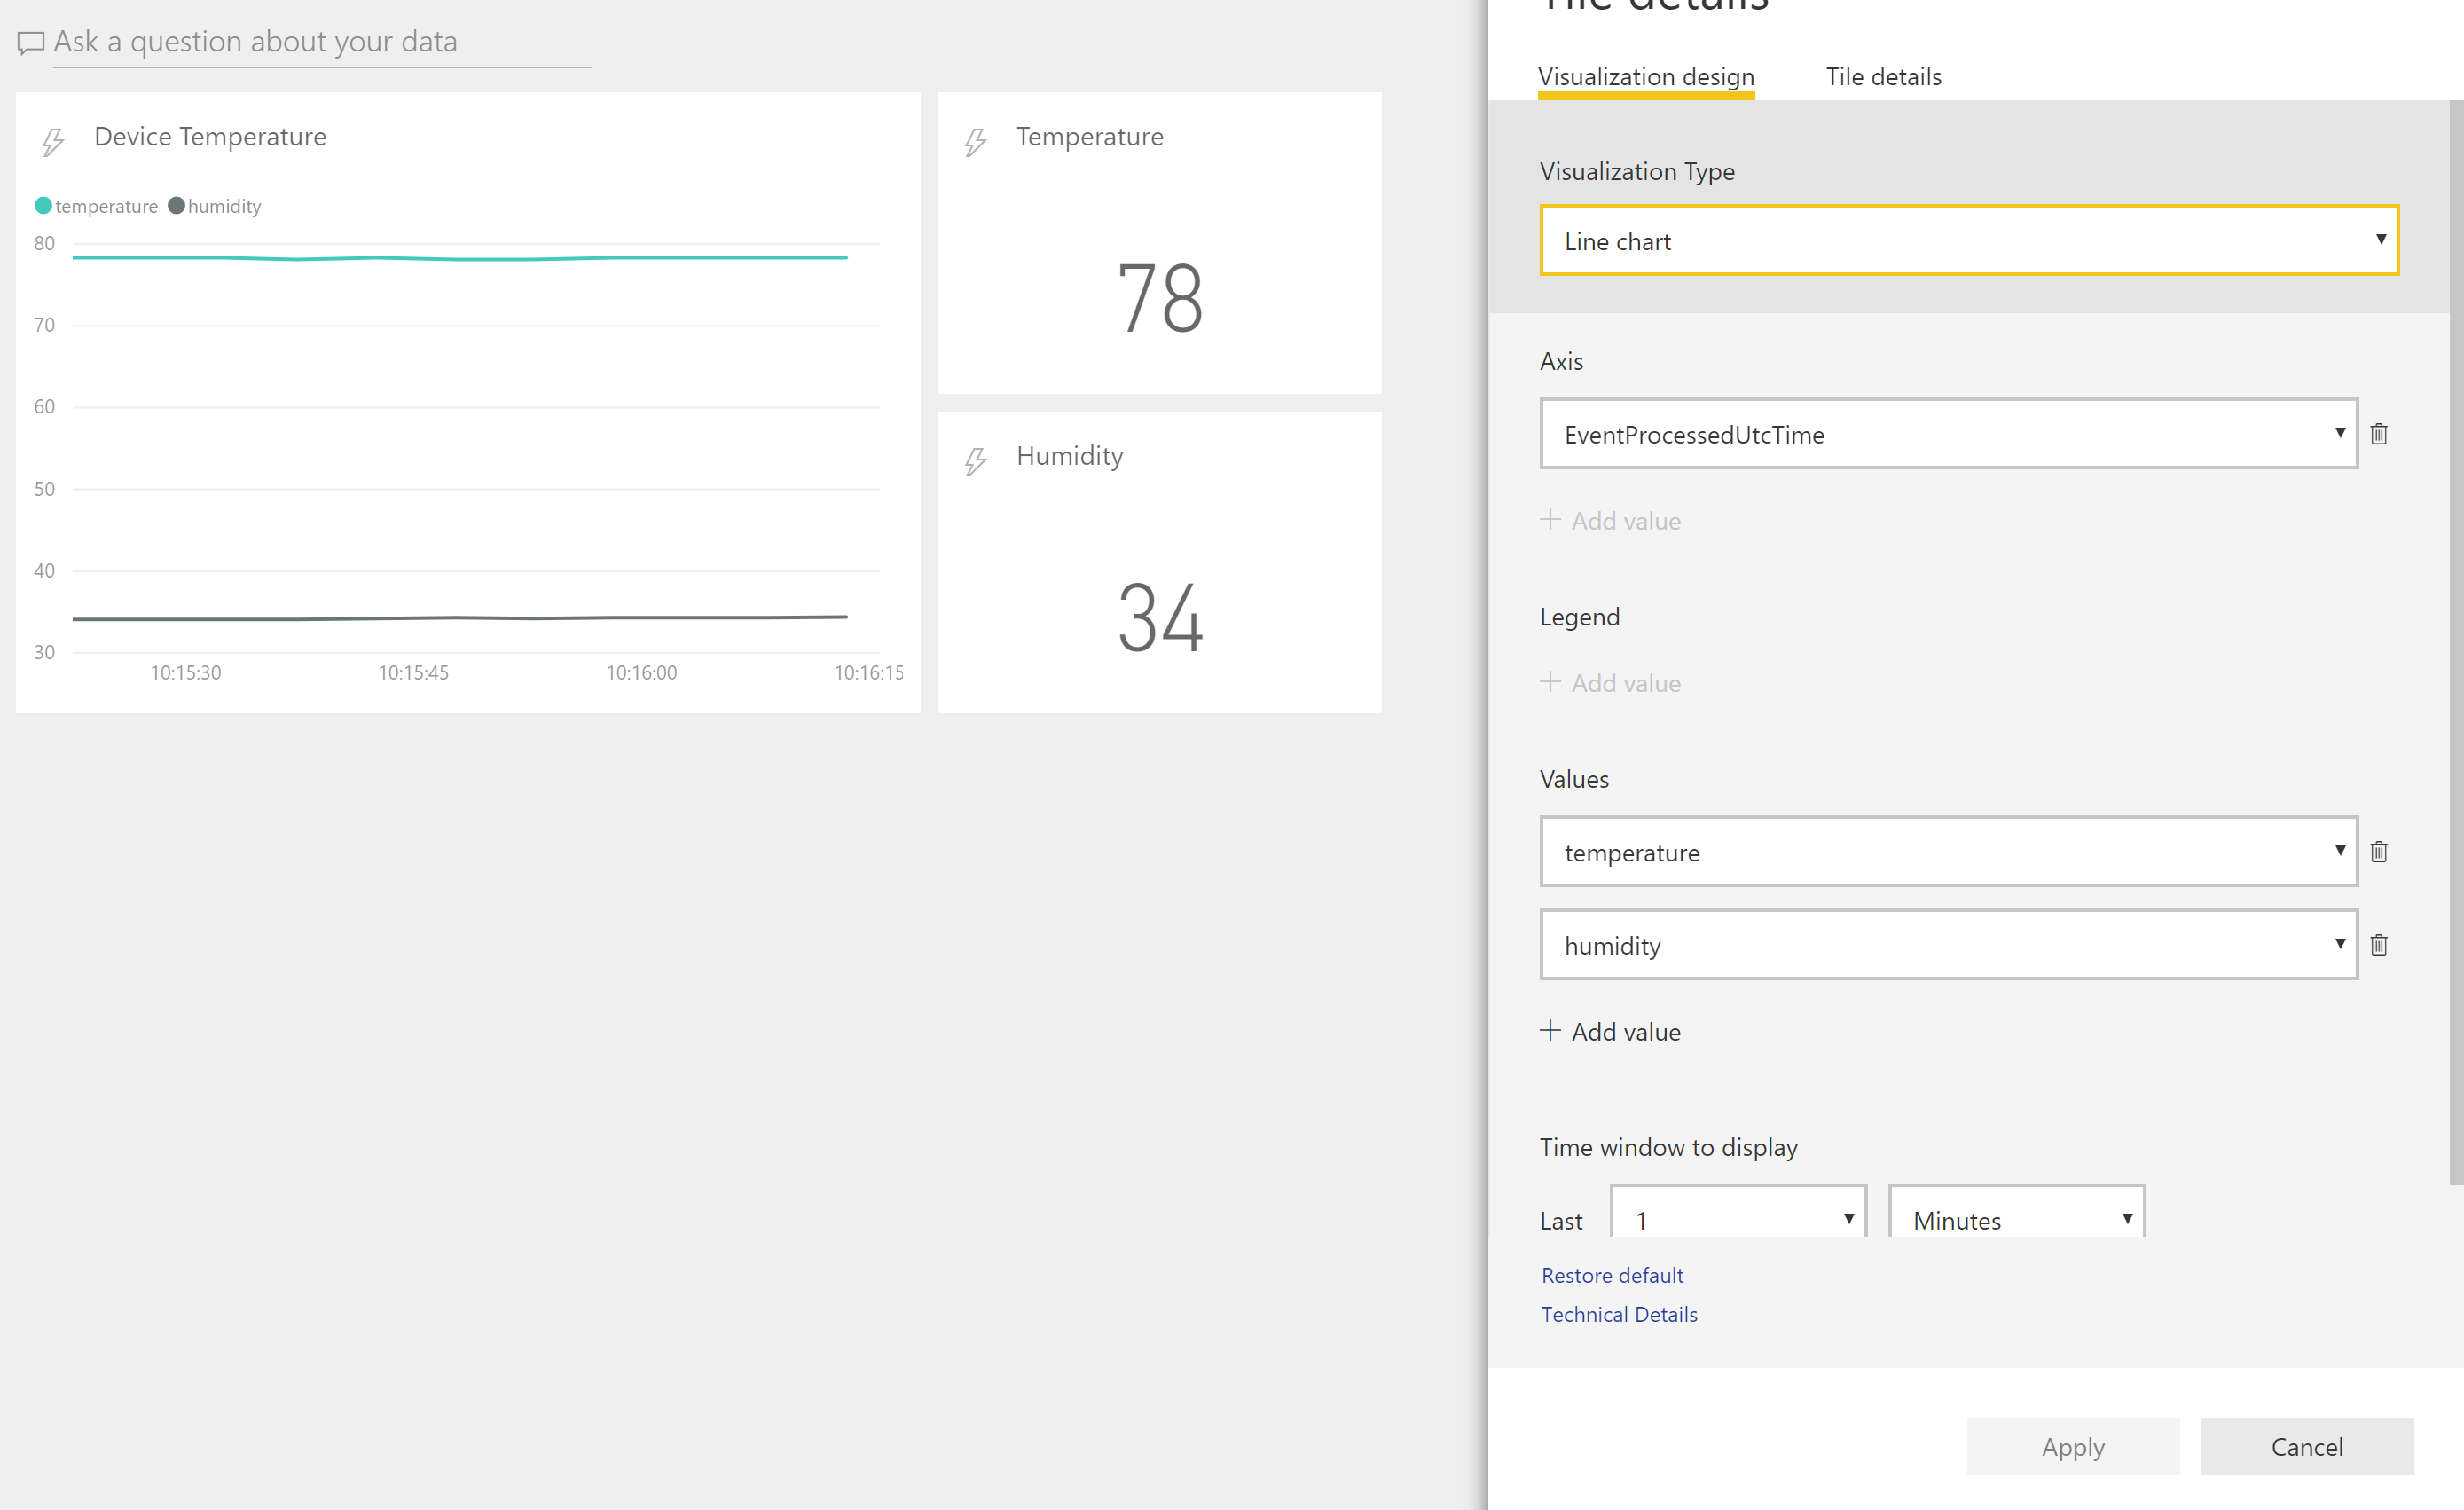 Ask a question about your data
Device Temperature
temperature humidity
80
70
60
50
40
30
10:15:30 10:15:45 10:16:00 10:16:15
Temperature
78
Humidity
34
Tile details
Visualization design Tile details
Visualization Type
Line chart
Axis
EventProcessedUtcTime
Add value
Legend
Add value
Values
temperature
humidity
Add value
Time window to display
Last 1 Minutes
Restore default
Technical Details
Apply Cancel